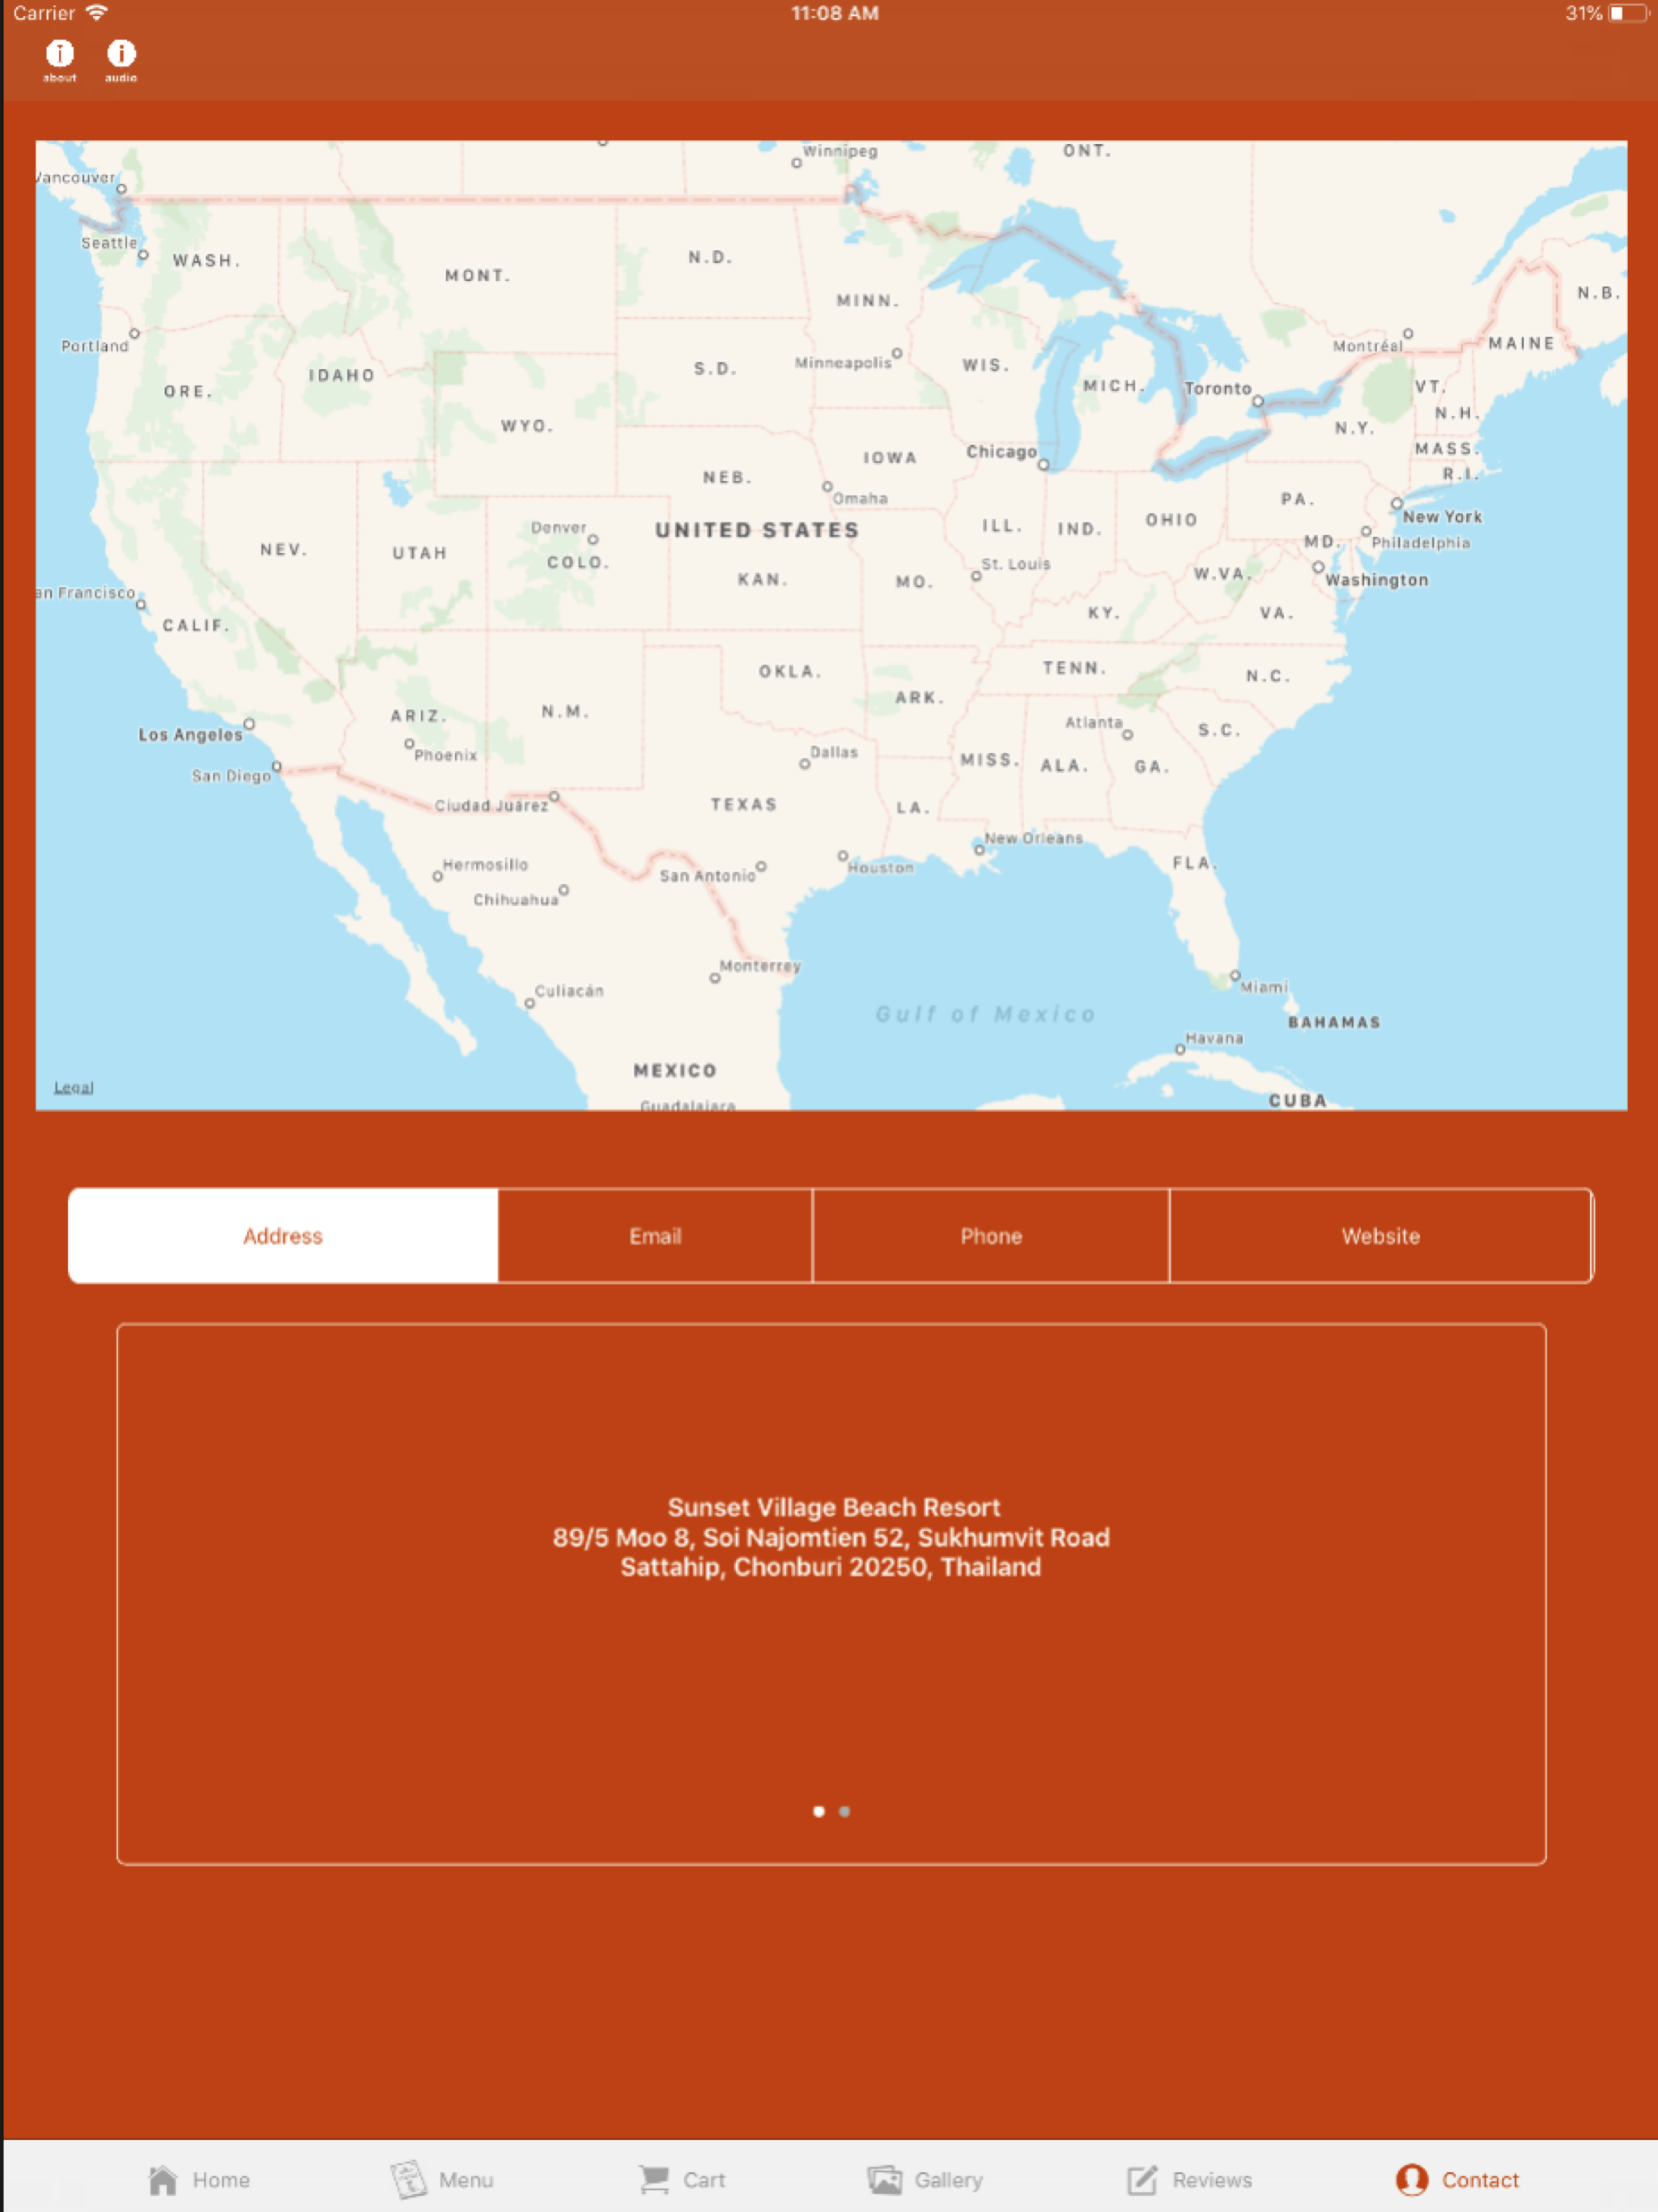 Carrier 11:08 AM 31%
about audio
Winnipeg ONT.
Vancouver
Seattle WASH. MONT. N.D. MINN. N.B.
Portland ORE. IDAHO S.D. Minneapolis WIS. MICH. Toronto Montréal MAINE
VT.
WYO. N.Y. N.H.
IOWA Chicago MASS.
NEB. Omaha R.I.
PA.
Denver UNITED STATES ILL. IND. OHIO New York
NEV. UTAH COLO. MD. Philadelphia
KAN. MO. St. Louis W.VA. Washington
an Francisco
CALIF. KY. VA.
OKLA. TENN. N.C.
ARIZ. N.M. ARK.
Los Angeles Phoenix Dallas Atlanta S.C.
San Diego MISS. ALA. GA.
Ciudad Juárez TEXAS LA.
Hermosillo New Orleans
Chihuahua San Antonio Houston FLA.
Monterrey
Culiacán Gulf of Mexico Miami
BAHAMAS
Havana
MEXICO
Legal Guadalajara CUBA
Address Email Phone Website
Sunset Village Beach Resort
89/5 Moo 8, Soi Najomtien 52, Sukhumvit Road
Sattahip, Chonburi 20250, Thailand
Home Menu Cart Gallery Reviews Contact